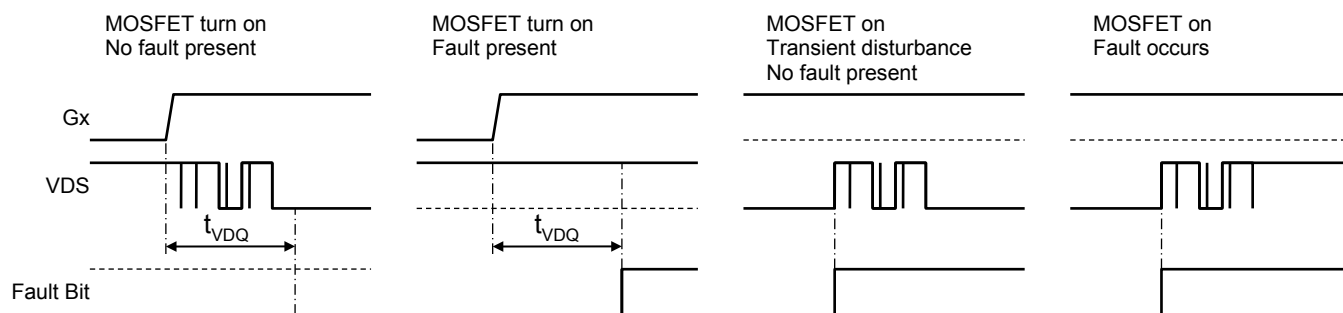 MOSFET turn on
No fault present
MOSFET turn on
Fault present
MOSFET on
Transient disturbance
No fault present
MOSFET on
Fault occurs
Gx
VDS
tVDQ
tVDQ
Fault Bit